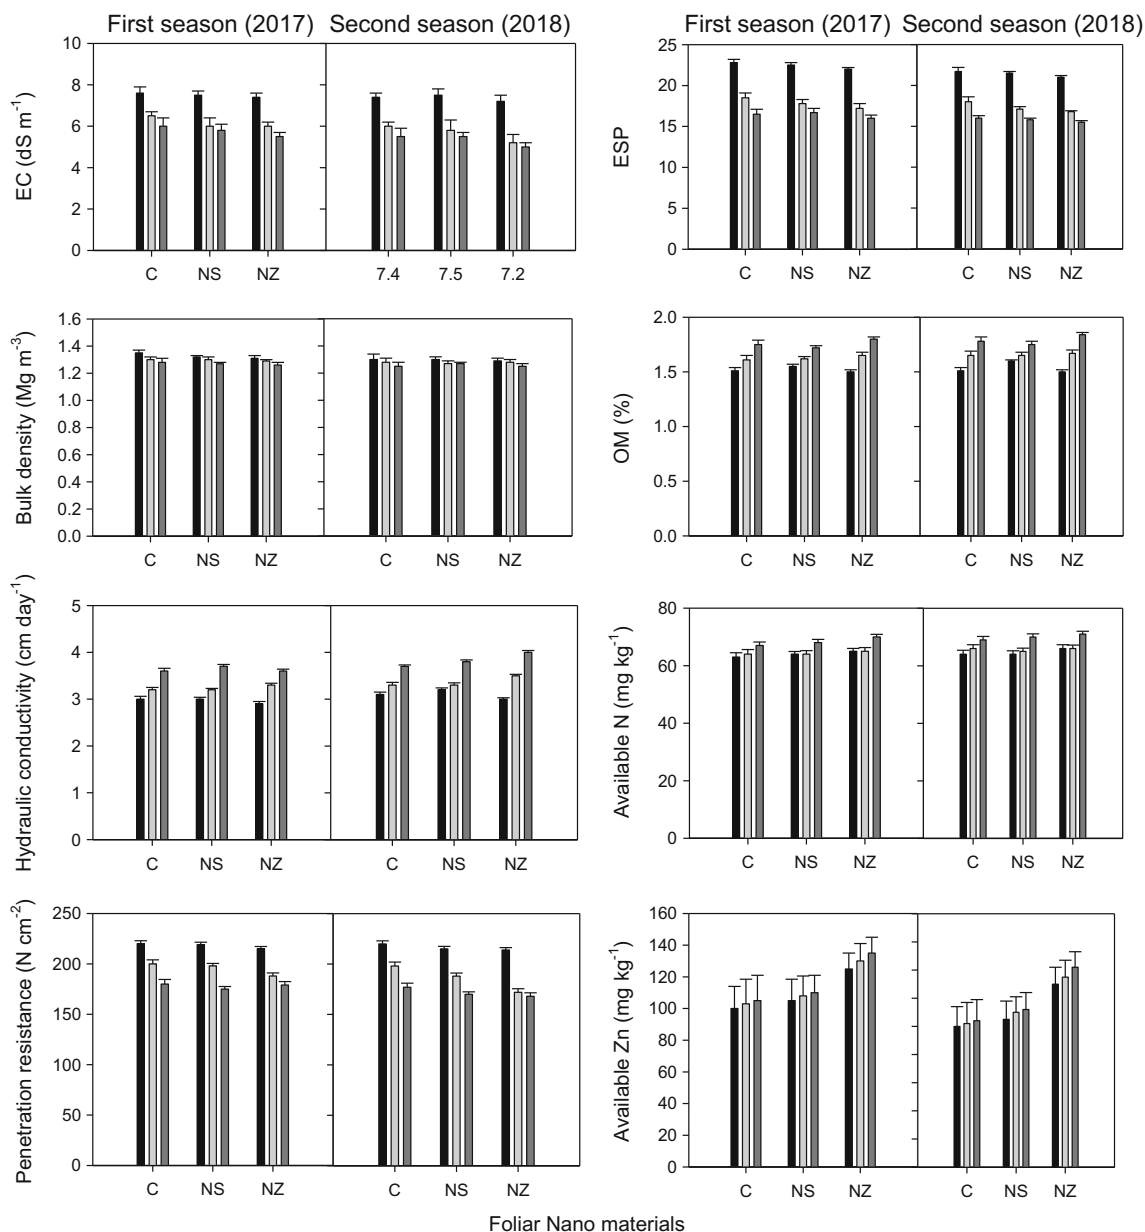 First season (2017) Second season (2018)
EC (dS m⁻¹)
10
8
6
4
2
0
C NS NZ 7.4 7.5 7.2
First season (2017) Second season (2018)
ESP
25
20
15
10
5
0
C NS NZ C NS NZ
Bulk density (Mg m⁻³)
1.6
1.4
1.2
1.0
0.8
0.6
0.4
0.2
0.0
C NS NZ C NS NZ
OM (%)
2.0
1.5
1.0
0.5
0.0
C NS NZ C NS NZ
Hydraulic conductivity (cm day⁻¹)
5
4
3
2
1
0
C NS NZ C NS NZ
Available N (mg kg⁻¹)
80
60
40
20
0
C NS NZ C NS NZ
Penetration resistance (N cm⁻²)
250
200
150
100
50
0
C NS NZ C NS NZ
Available Zn (mg kg⁻¹)
160
140
120
100
80
60
40
20
0
C NS NZ C NS NZ
Foliar Nano materials